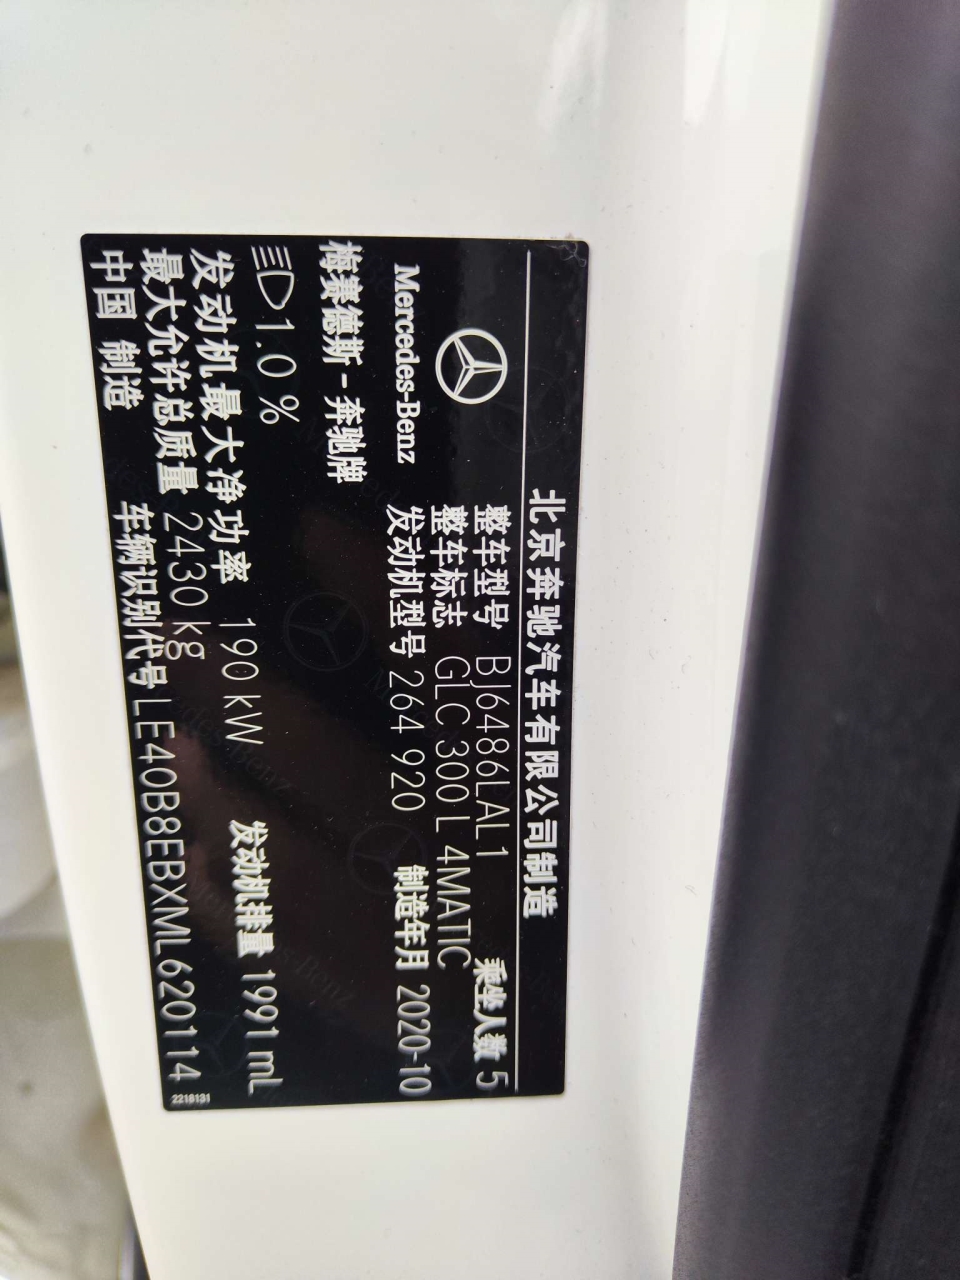 北京奔驰汽车有限公司制造
Mercedes-Benz
整车型号 BJ6486LAL1 乘坐人数 5
整车标志 GLC 300 L 4MATIC
发动机型号 264 920 制造年月 2020-10
梅赛德斯-奔驰牌
1.0 %
发动机最大净功率 190 kW 发动机排量 1991 mL
最大允许总质量 2430 kg
中国 制造 车辆识别代号 LE40B8EBXML620114
2218131